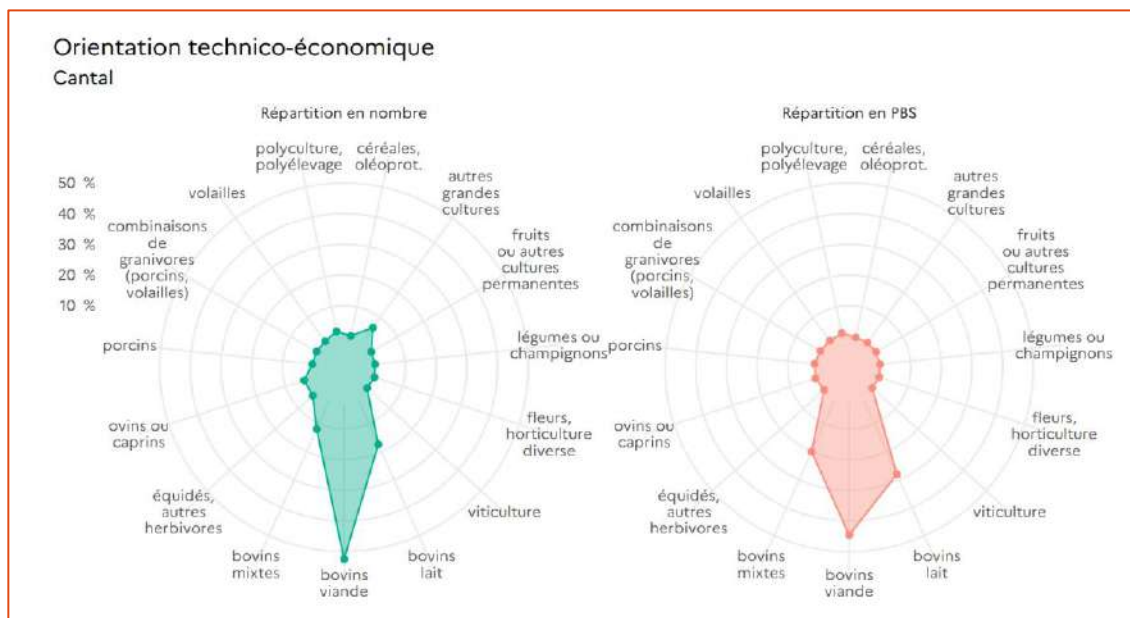 Orientation technico-économique
Cantal
Répartition en nombre
50 %
40 %
30 %
20 %
10 %
polyculture,
polyélevage
céréales,
oléoprot.
autres
grandes
cultures
fruits
ou autres
cultures
permanentes
légumes ou
champignons
fleurs,
horticulture
diverse
viticulture
bovins
lait
bovins
viande
bovins
mixtes
équidés,
autres
herbivores
ovins ou
caprins
porcins
combinaisons
de
granivores
(porcins,
volailles)
volailles
Répartition en PBS
polyculture,
polyélevage
céréales,
oléoprot.
autres
grandes
cultures
fruits
ou autres
cultures
permanentes
légumes ou
champignons
fleurs,
horticulture
diverse
viticulture
bovins
lait
bovins
viande
bovins
mixtes
équidés,
autres
herbivores
ovins ou
caprins
porcins
combinaisons
de
granivores
(porcins,
volailles)
volailles